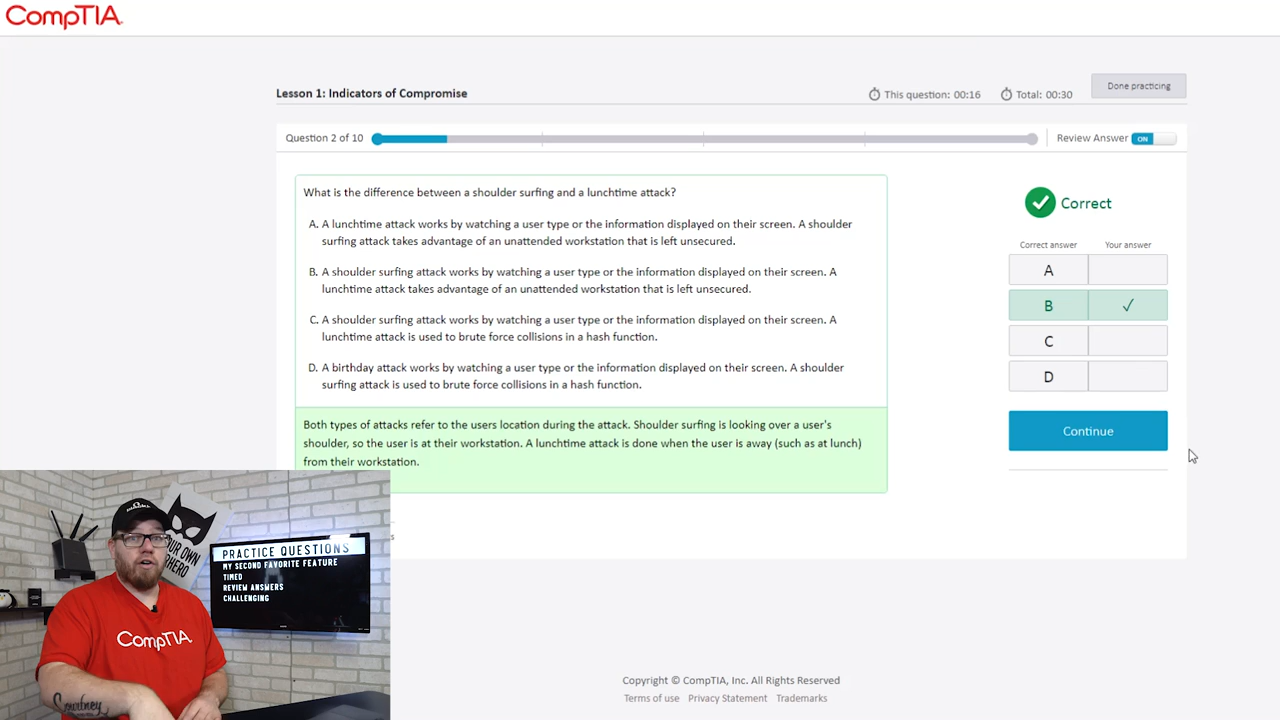 CompTIA.
Lesson 1: Indicators of Compromise
This question: 00:16
Total: 00:30
Done practicing
Question 2 of 10
Review Answer
ON
What is the difference between a shoulder surfing and a lunchtime attack?
A. A lunchtime attack works by watching a user type or the information displayed on their screen. A shoulder
surfing attack takes advantage of an unattended workstation that is left unsecured.
B. A shoulder surfing attack works by watching a user type or the information displayed on their screen. A
lunchtime attack takes advantage of an unattended workstation that is left unsecured.
C. A shoulder surfing attack works by watching a user type or the information displayed on their screen. A
lunchtime attack is used to brute force collisions in a hash function.
D. A birthday attack works by watching a user type or the information displayed on their screen. A shoulder
surfing attack is used to brute force collisions in a hash function.
Both types of attacks refer to the users location during the attack. Shoulder surfing is looking over a user's
shoulder, so the user is at their workstation. A lunchtime attack is done when the user is away (such as at lunch)
from their workstation.
Correct
Correct answer
Your answer
A
B
C
D
Continue
s
YOUR OWN
HERO
PRACTICE QUESTIONS
MY SECOND FAVORITE FEATURE
TIMED
REVIEW ANSWERS
CHALLENGING
CompTIA.
Courtney
Copyright © CompTIA, Inc. All Rights Reserved
Terms of use
Privacy Statement
Trademarks